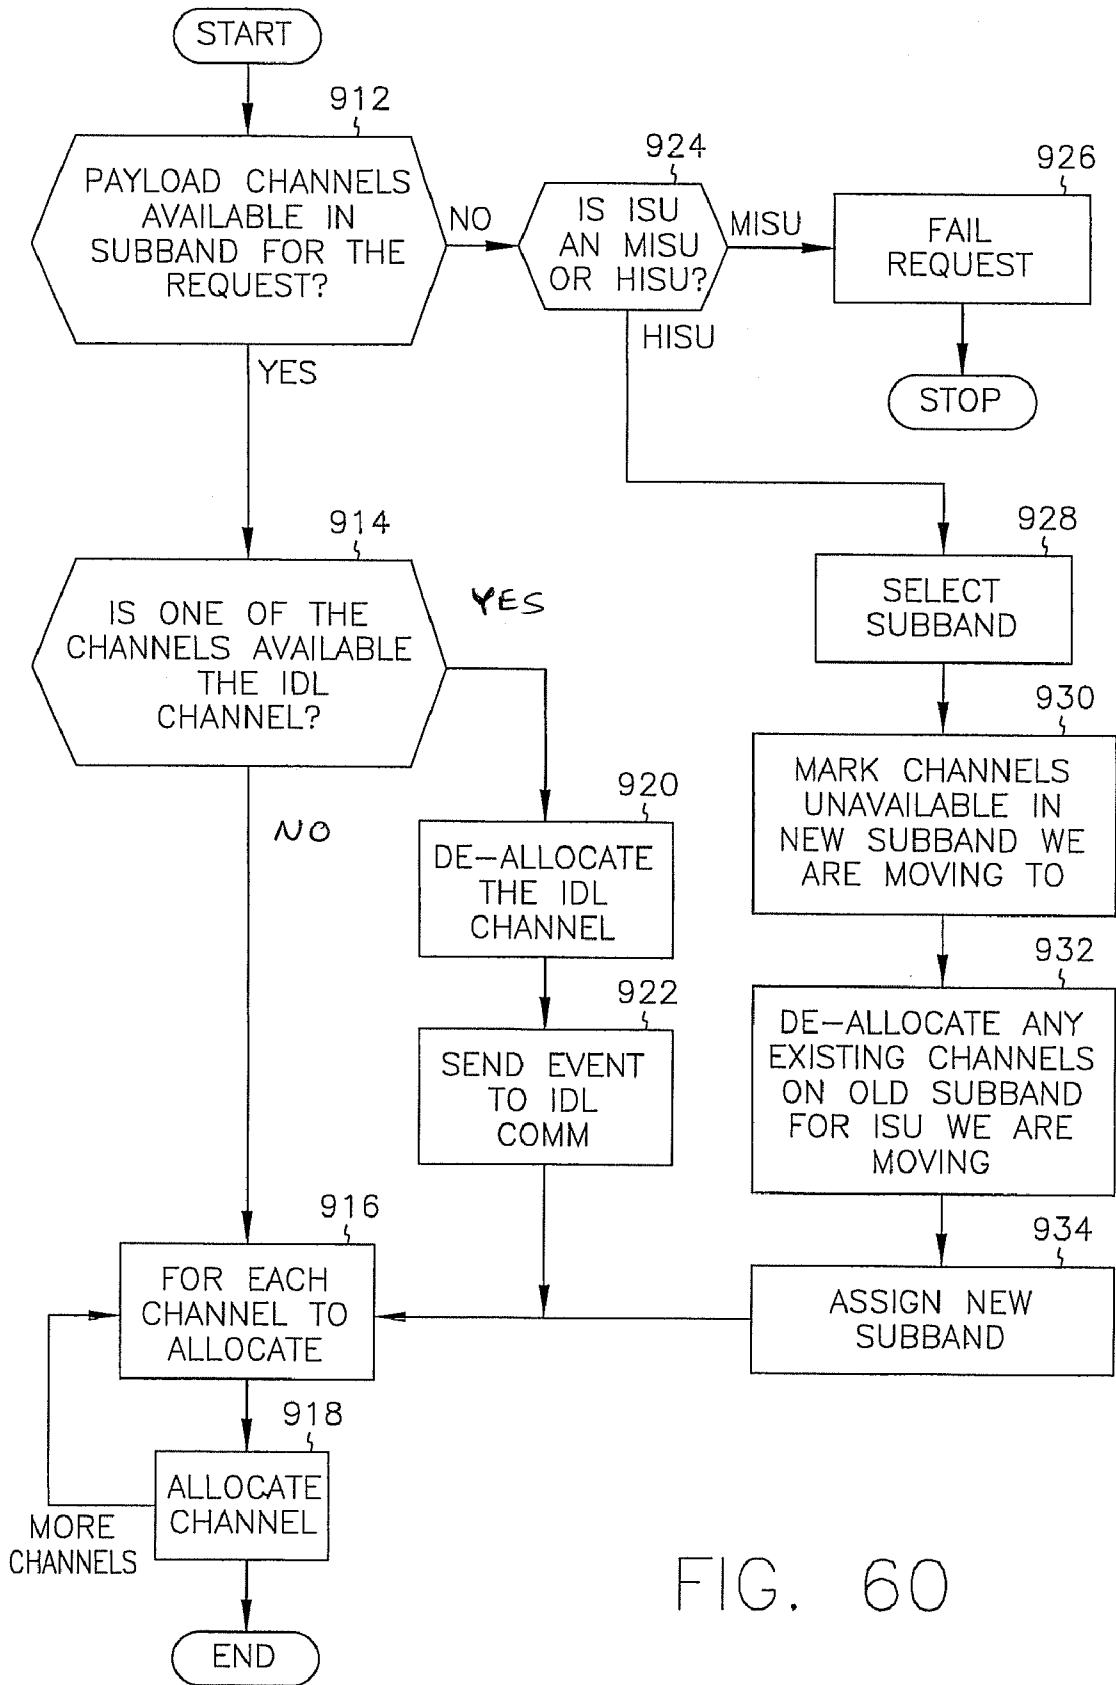 START
912
PAYLOAD CHANNELS
AVAILABLE IN
SUBBAND FOR THE
REQUEST?
NO
YES
924
IS ISU
AN MISU
OR HISU?
MISU
HISU
926
FAIL
REQUEST
STOP
914
IS ONE OF THE
CHANNELS AVAILABLE
THE IDL
CHANNEL?
YES
NO
928
SELECT
SUBBAND
930
MARK CHANNELS
UNAVAILABLE IN
NEW SUBBAND WE
ARE MOVING TO
920
DE-ALLOCATE
THE IDL
CHANNEL
922
SEND EVENT
TO IDL
COMM
932
DE-ALLOCATE ANY
EXISTING CHANNELS
ON OLD SUBBAND
FOR ISU WE ARE
MOVING
934
ASSIGN NEW
SUBBAND
916
FOR EACH
CHANNEL TO
ALLOCATE
918
ALLOCATE
CHANNEL
MORE
CHANNELS
END
FIG. 60